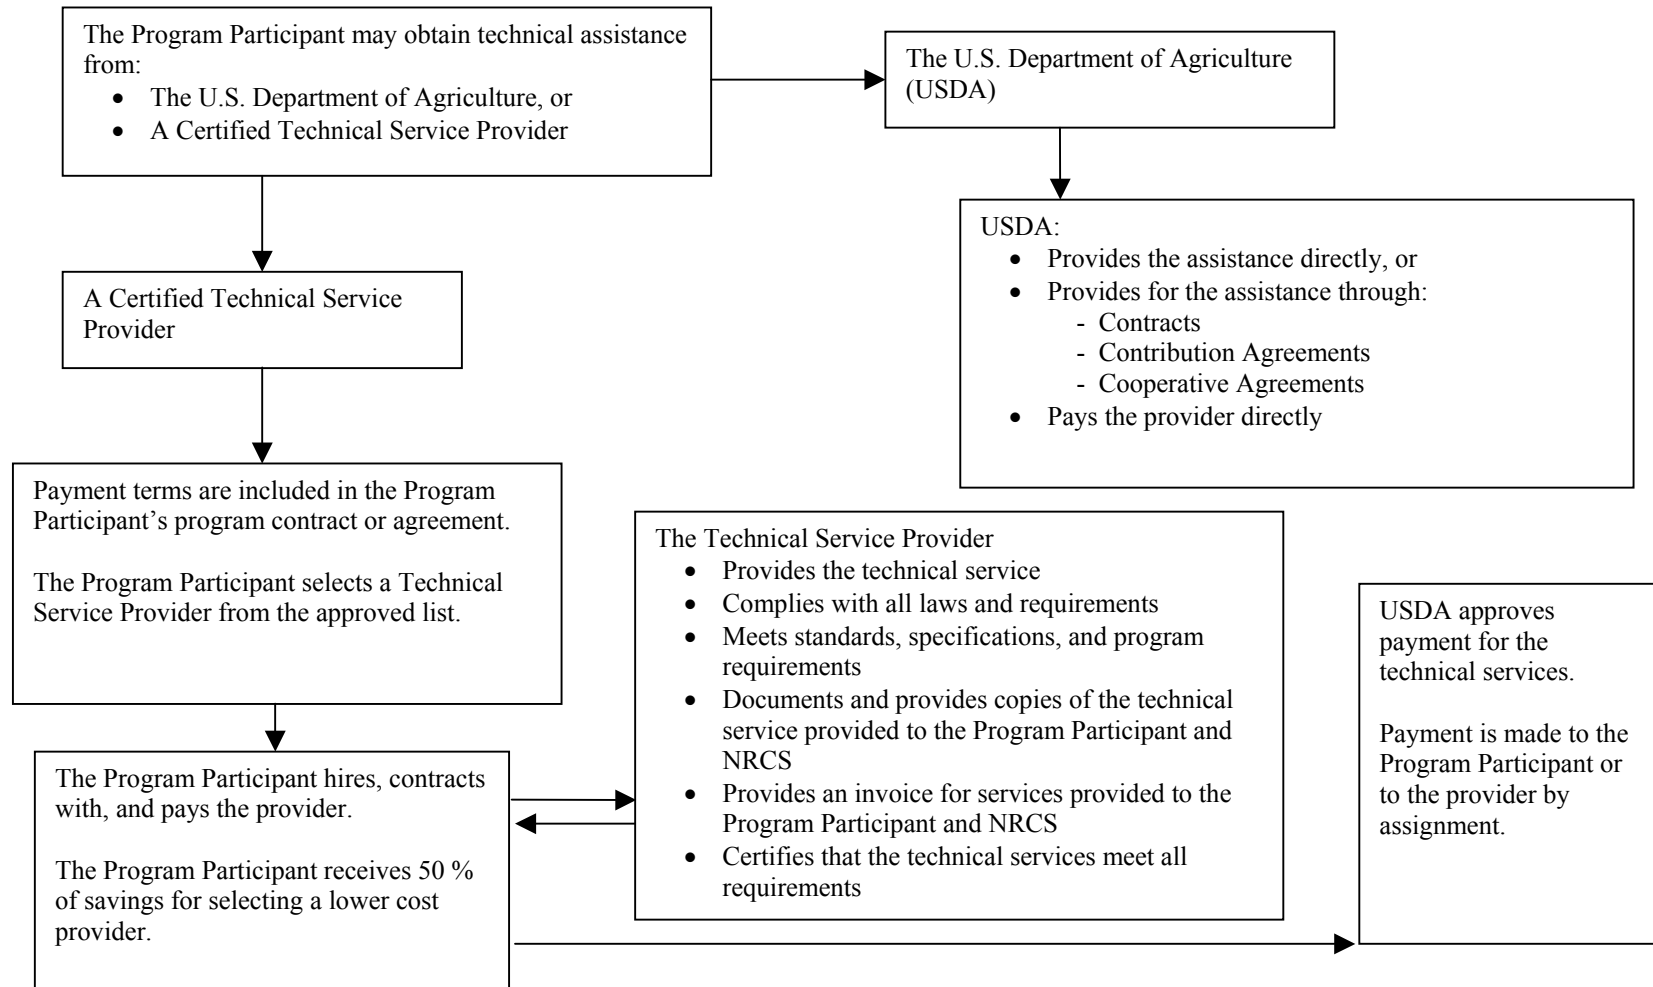 The Program Participant may obtain technical assistance
from:
• The U.S. Department of Agriculture, or
• A Certified Technical Service Provider
The U.S. Department of Agriculture
(USDA)
USDA:
• Provides the assistance directly, or
• Provides for the assistance through:
- Contracts
- Contribution Agreements
- Cooperative Agreements
• Pays the provider directly
A Certified Technical Service
Provider
Payment terms are included in the Program
Participant’s program contract or agreement.
The Program Participant selects a Technical
Service Provider from the approved list.
The Program Participant hires, contracts
with, and pays the provider.
The Program Participant receives 50 %
of savings for selecting a lower cost
provider.
The Technical Service Provider
• Provides the technical service
• Complies with all laws and requirements
• Meets standards, specifications, and program
requirements
• Documents and provides copies of the technical
service provided to the Program Participant and
NRCS
• Provides an invoice for services provided to the
Program Participant and NRCS
• Certifies that the technical services meet all
requirements
USDA approves
payment for the
technical services.
Payment is made to the
Program Participant or
to the provider by
assignment.